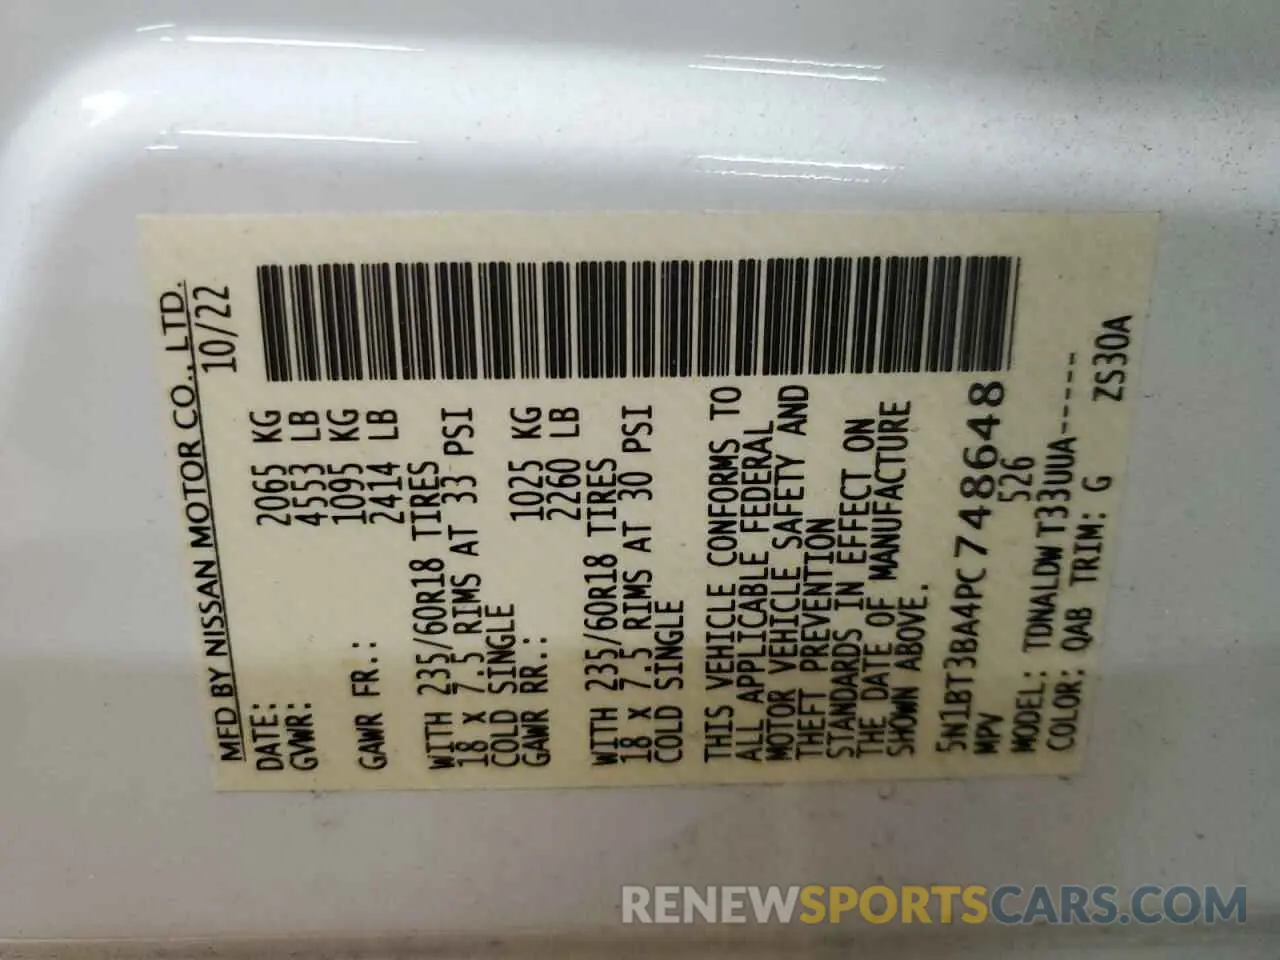 MFD BY NISSAN MOTOR CO., LTD.
DATE: 10/22
GVWR: 2065 KG
4553 LB
GAWR FR.: 1095 KG
2414 LB
WITH 235/60R18 TIRES
18 X 7.5 RIMS AT 33 PSI
COLD SINGLE
GAWR RR.: 1025 KG
2260 LB
WITH 235/60R18 TIRES
18 X 7.5 RIMS AT 30 PSI
COLD SINGLE
THIS VEHICLE CONFORMS TO
ALL APPLICABLE FEDERAL
MOTOR VEHICLE SAFETY AND
THEFT PREVENTION
STANDARDS IN EFFECT ON
THE DATE OF MANUFACTURE
SHOWN ABOVE.
5N1BT3BA4PC748648
MPV 526
MODEL: TDNALDW T33UUA-----
COLOR: QAB TRIM: G ZS30A
RENEWSPORTSCARS.COM